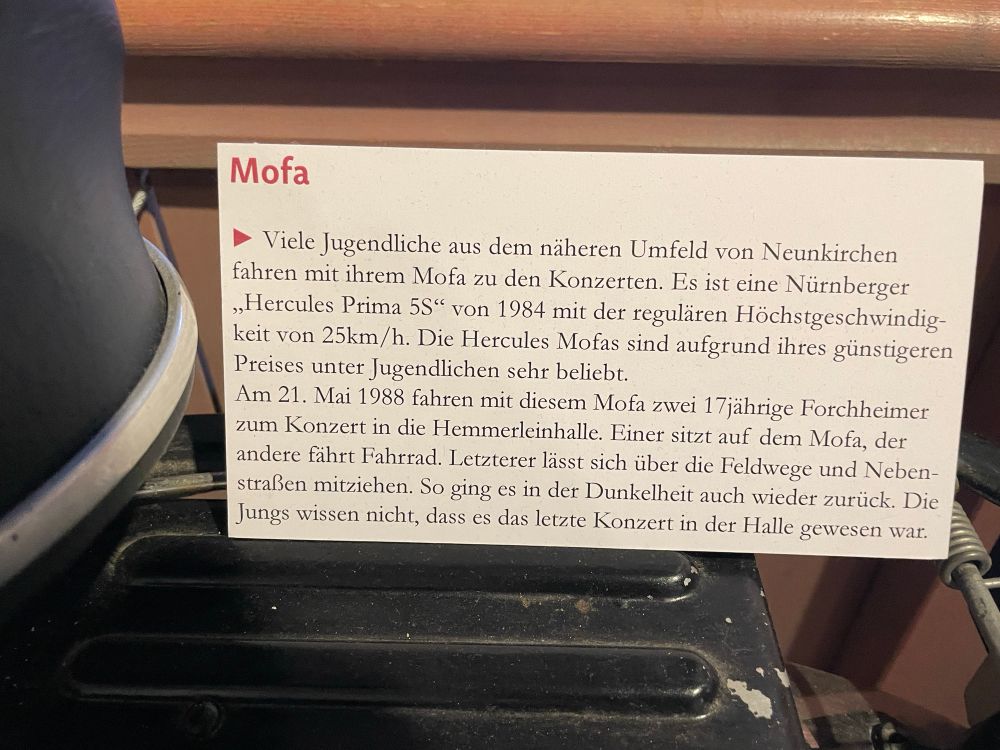 Mofa
▶ Viele Jugendliche aus dem näheren Umfeld von Neunkirchen
fahren mit ihrem Mofa zu den Konzerten. Es ist eine Nürnberger
„Hercules Prima 5S“ von 1984 mit der regulären Höchstgeschwindig-
keit von 25km/h. Die Hercules Mofas sind aufgrund ihres günstigeren
Preises unter Jugendlichen sehr beliebt.
Am 21. Mai 1988 fahren mit diesem Mofa zwei 17jährige Forchheimer
zum Konzert in die Hemmerleinhalle. Einer sitzt auf dem Mofa, der
andere fährt Fahrrad. Letzterer lässt sich über die Feldwege und Neben-
straßen mitziehen. So ging es in der Dunkelheit auch wieder zurück. Die
Jungs wissen nicht, dass es das letzte Konzert in der Halle gewesen war.